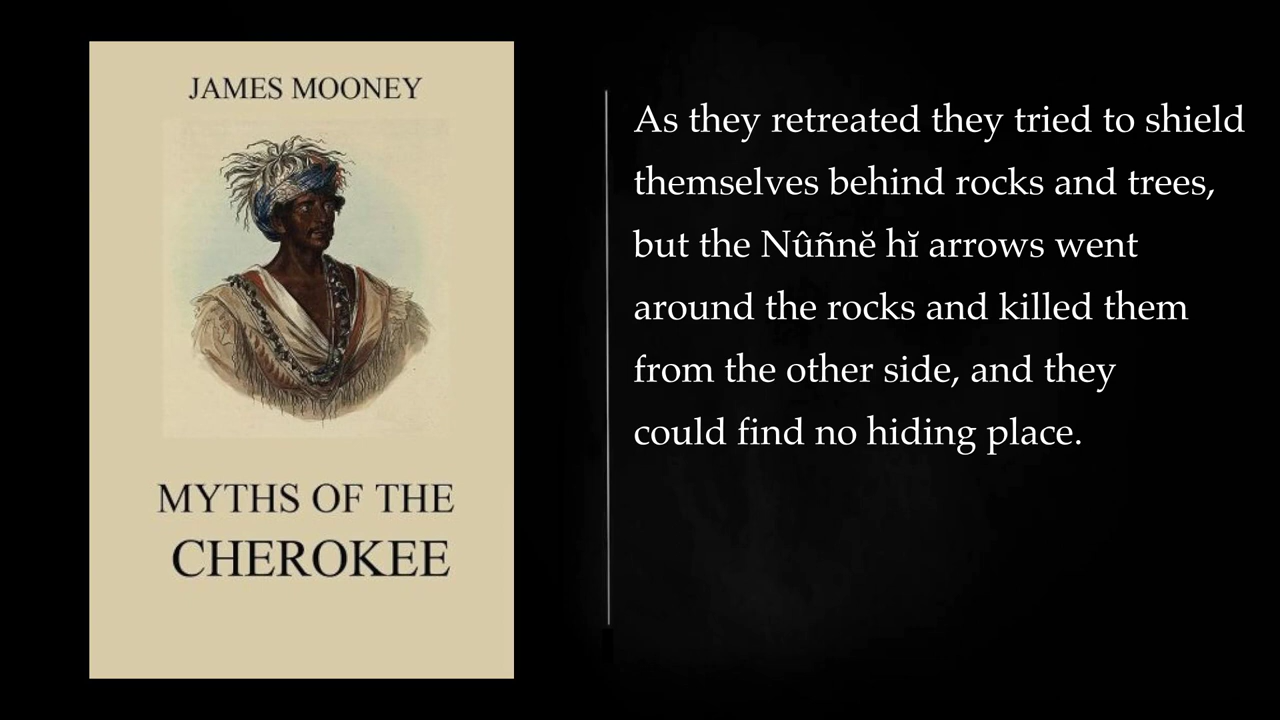 JAMES MOONEY
MYTHS OF THE
CHEROKEE
As they retreated they tried to shield
themselves behind rocks and trees,
but the Nûñnĕ hĭ arrows went
around the rocks and killed them
from the other side, and they
could find no hiding place.